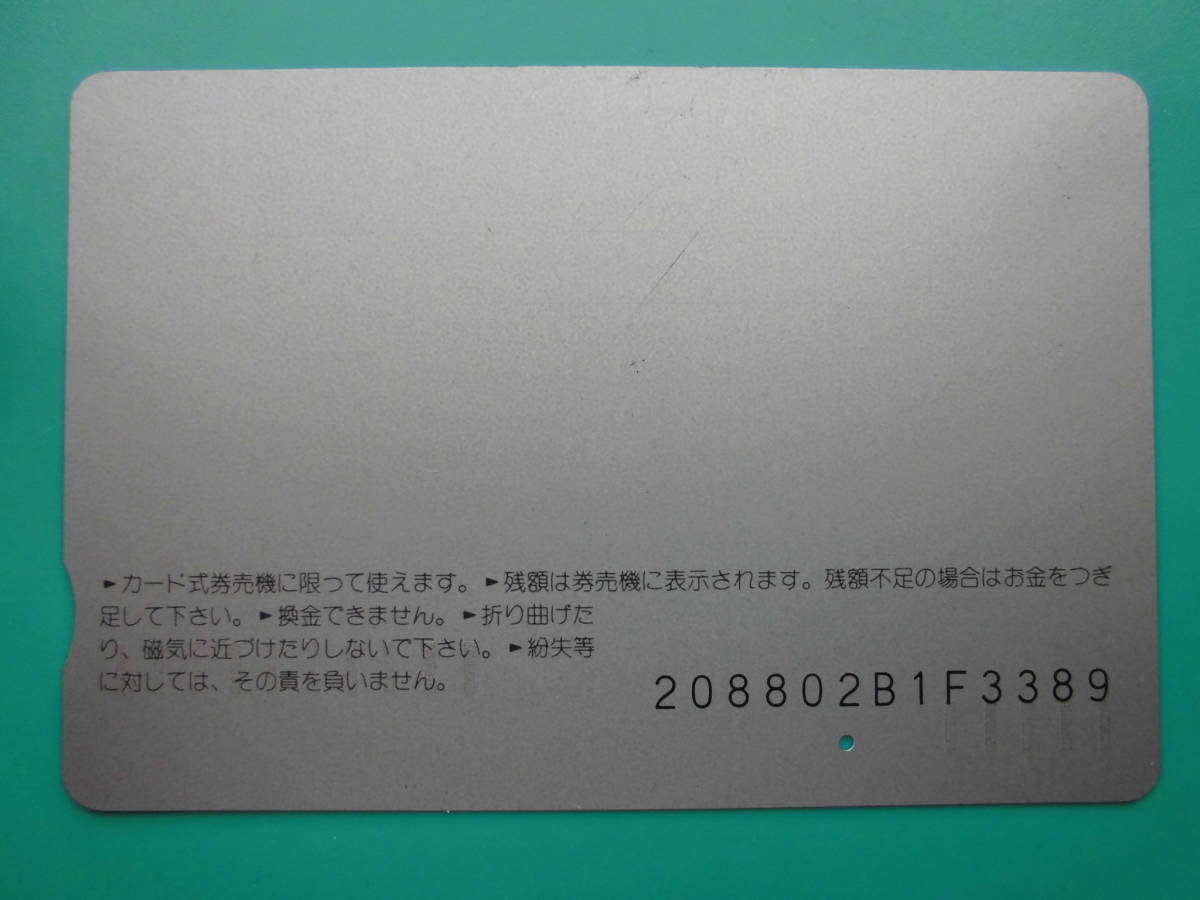 ►カード式券売機に限って使えます。►残額は券売機に表示されます。残額不足の場合はお金をつぎ
足して下さい。►換金できません。►折り曲げた
り、磁気に近づけたりしないで下さい。►紛失等
に対しては、その責を負いません。
208802B1F3389